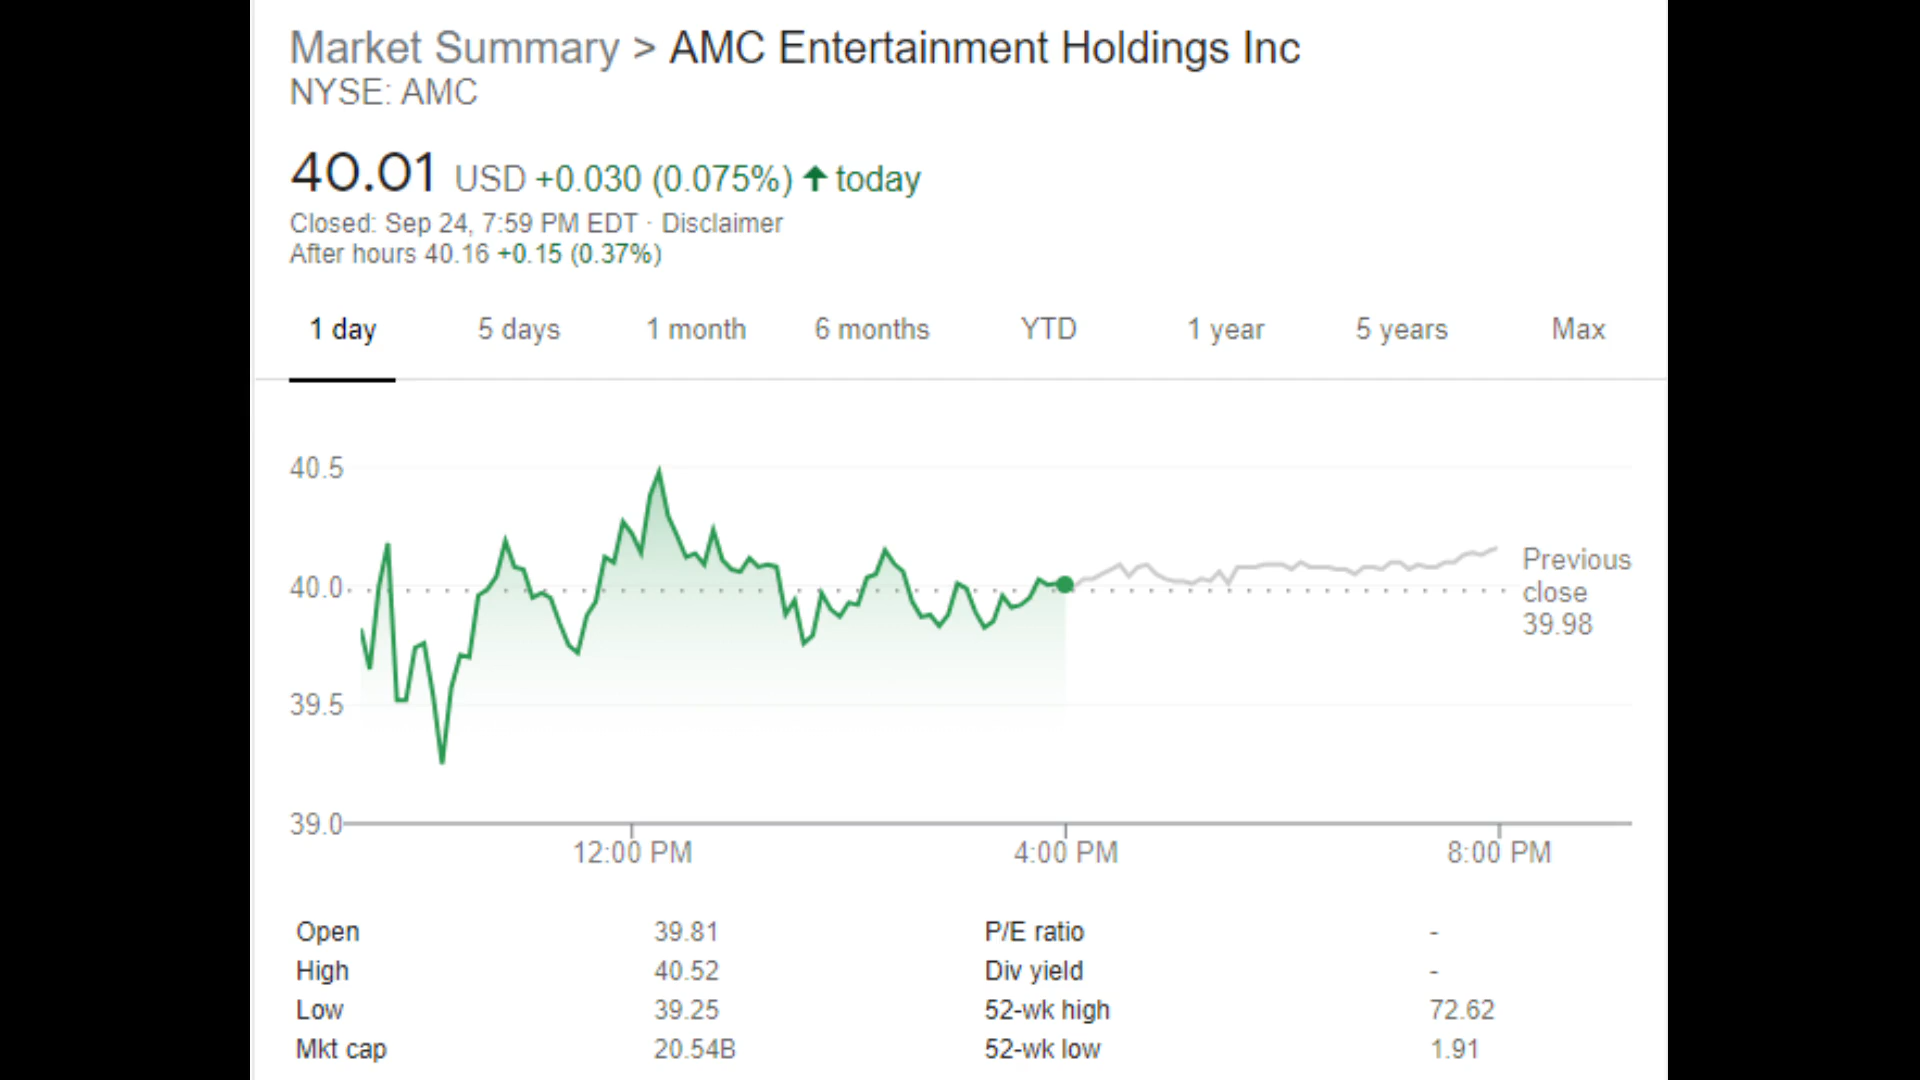 Market Summary > AMC Entertainment Holdings Inc
NYSE: AMC
40.01 USD +0.030 (0.075%) ↑ today
Closed: Sep 24, 7:59 PM EDT · Disclaimer
After hours 40.16 +0.15 (0.37%)
1 day 5 days 1 month 6 months YTD 1 year 5 years Max
40.5
40.0
39.5
39.0
Previous
close
39.98
12:00 PM 4:00 PM 8:00 PM
Open 39.81 P/E ratio -
High 40.52 Div yield -
Low 39.25 52-wk high 72.62
Mkt cap 20.54B 52-wk low 1.91